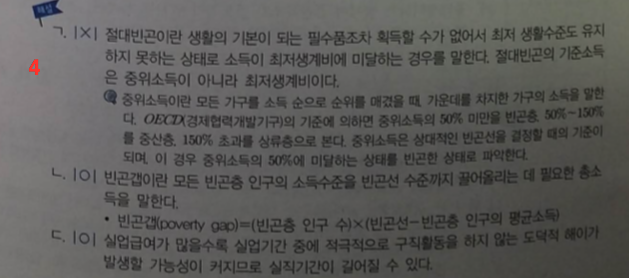 해설
ㄱ. |×| 절대빈곤이란 생활의 기본이 되는 필수품조차 획득할 수가 없어서 최저 생활수준도 유지
4
하지 못하는 상태로 소득이 최저생계비에 미달하는 경우를 말한다. 절대빈곤의 기준소득
은 중위소득이 아니라 최저생계비이다.
중위소득이란 모든 가구를 소득 순으로 순위를 매겼을 때, 가운데를 차지한 가구의 소득을 말한
다. OECD(경제협력개발기구)의 기준에 의하면 중위소득의 50% 미만을 빈곤층, 50%~150%
를 중산층, 150% 초과를 상류층으로 본다. 중위소득은 상대적인 빈곤선을 결정할 때의 기준이
되며, 이 경우 중위소득의 50%에 미달하는 상태를 빈곤한 상태로 파악한다.
ㄴ. |○| 빈곤갭이란 모든 빈곤층 인구의 소득수준을 빈곤선 수준까지 끌어올리는 데 필요한 총소
득을 말한다.
• 빈곤갭(poverty gap)=(빈곤층 인구 수)×(빈곤선-빈곤층 인구의 평균소득)
ㄷ. |○| 실업급여가 많을수록 실업기간 중에 적극적으로 구직활동을 하지 않는 도덕적 해이가
발생할 가능성이 커지므로 실직기간이 길어질 수 있다.